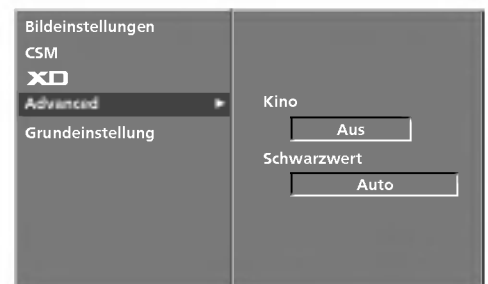 Bildeinstellungen
CSM
XD
Advanced
Grundeinstellung
Kino
Aus
Schwarzwert
Auto